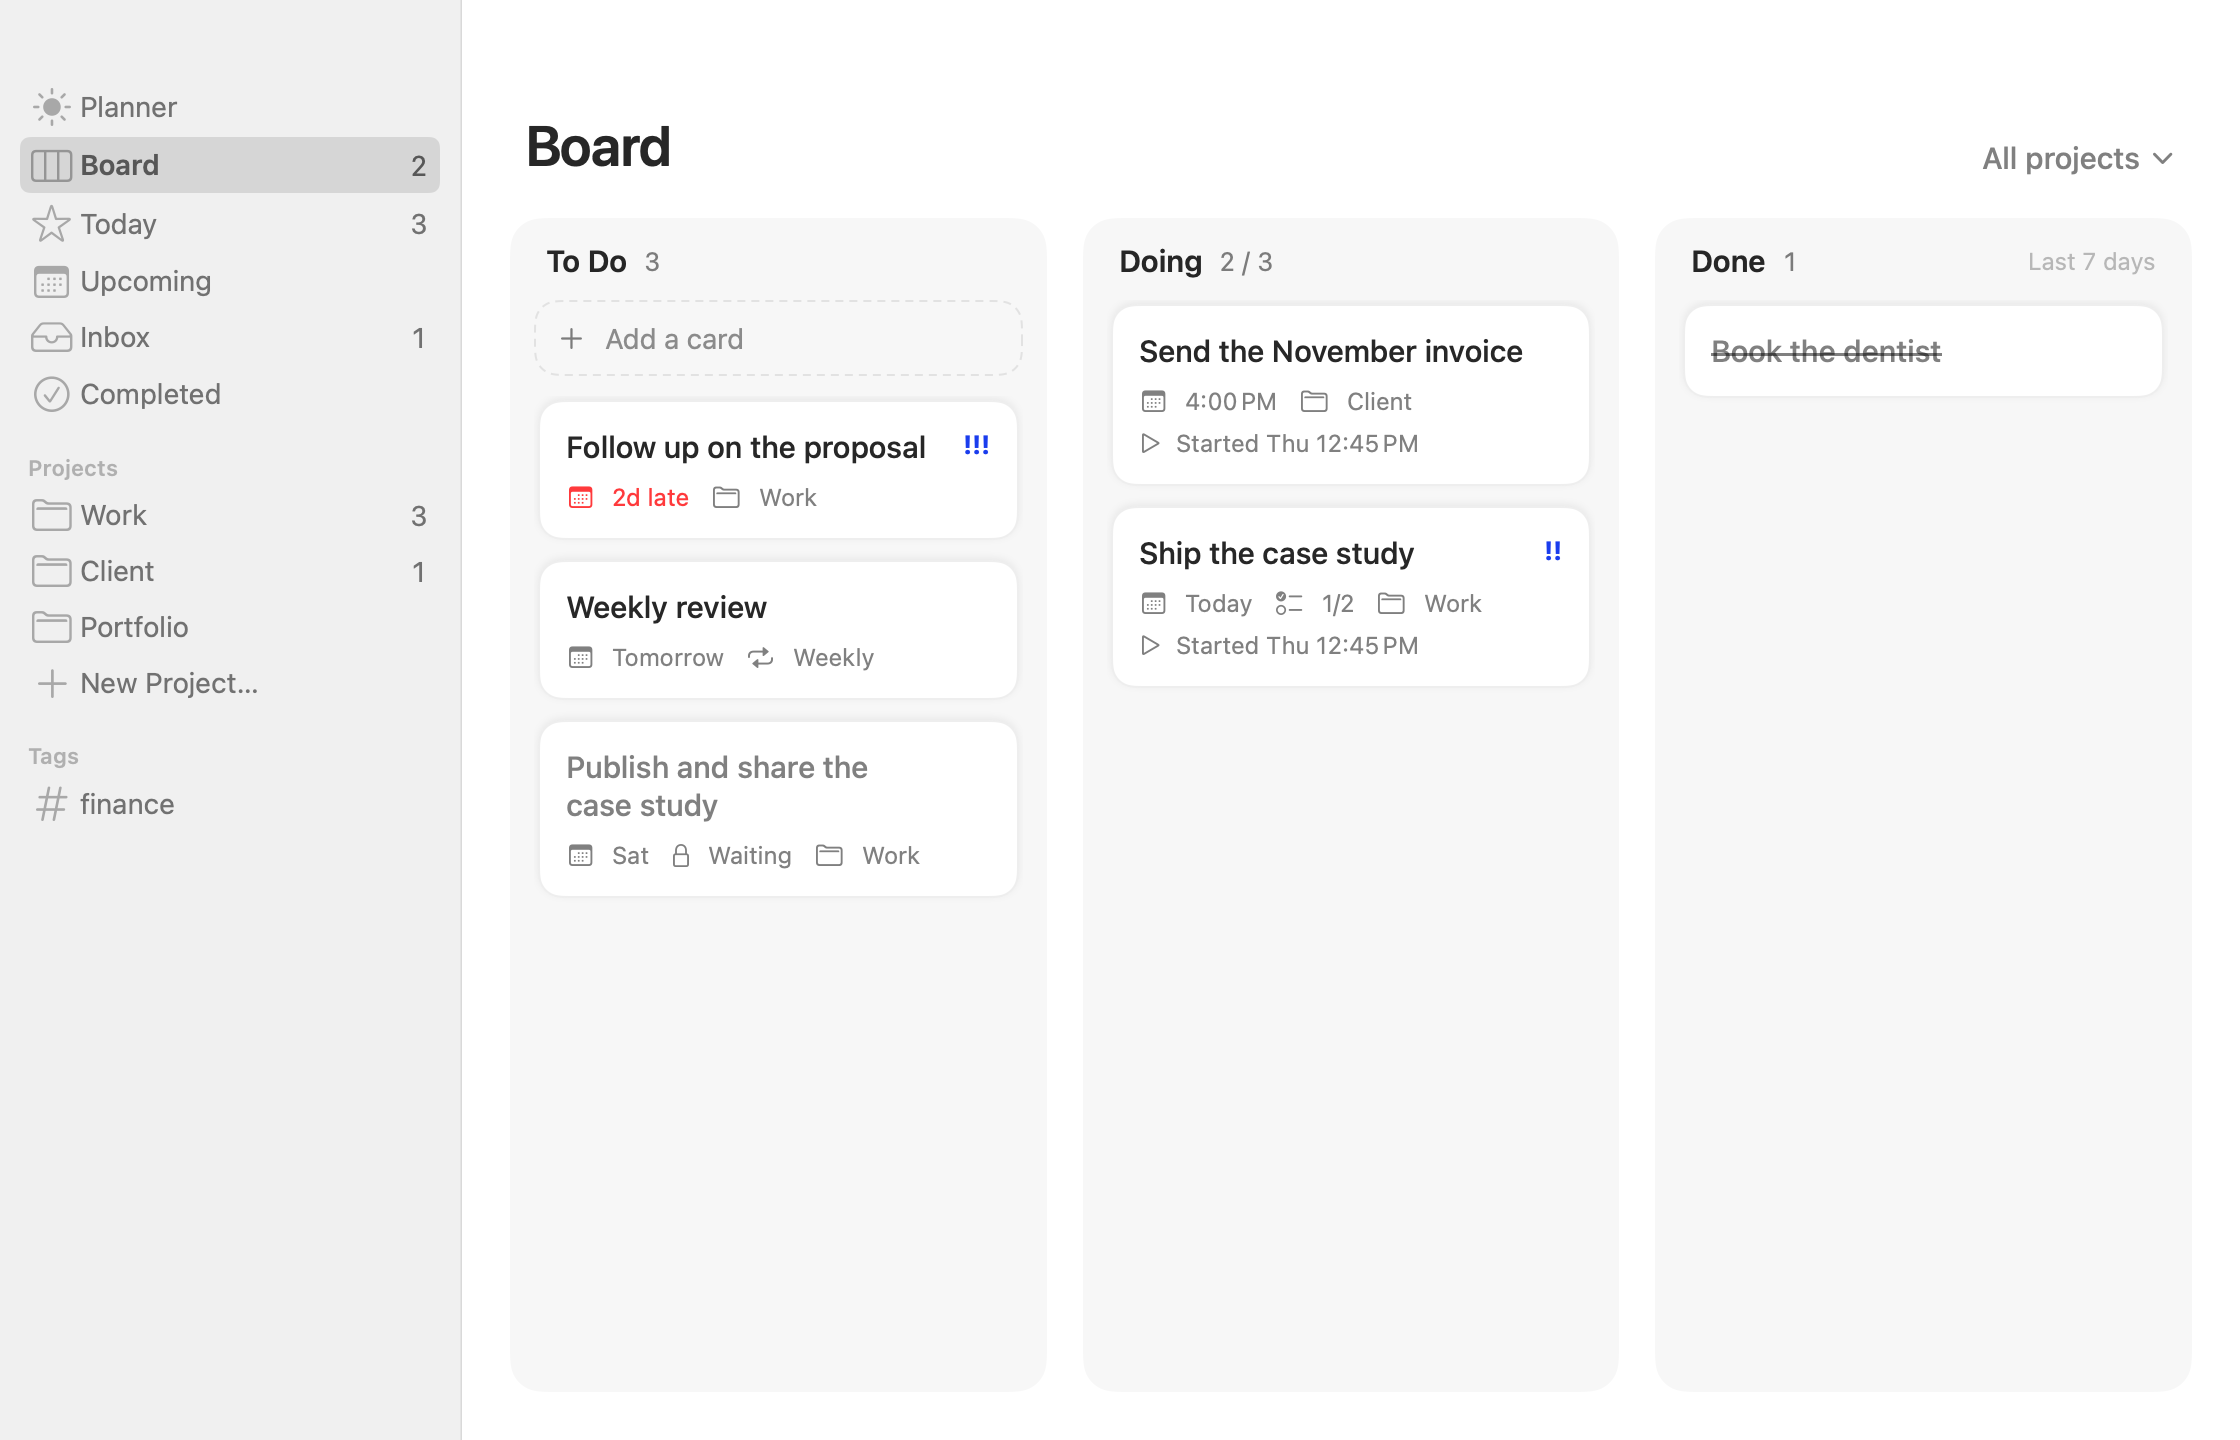 Planner
Board 2
Today 3
Upcoming
Inbox 1
Completed
Projects
Work 3
Client 1
Portfolio
New Project...
Tags
finance
Board
All projects
To Do 3
Add a card
Follow up on the proposal !!!
2d late Work
Weekly review
Tomorrow Weekly
Publish and share the
case study
Sat Waiting Work
Doing 2 / 3
Send the November invoice
4:00 PM Client
Started Thu 12:45 PM
Ship the case study !!
Today 1/2 Work
Started Thu 12:45 PM
Done 1 Last 7 days
Book the dentist